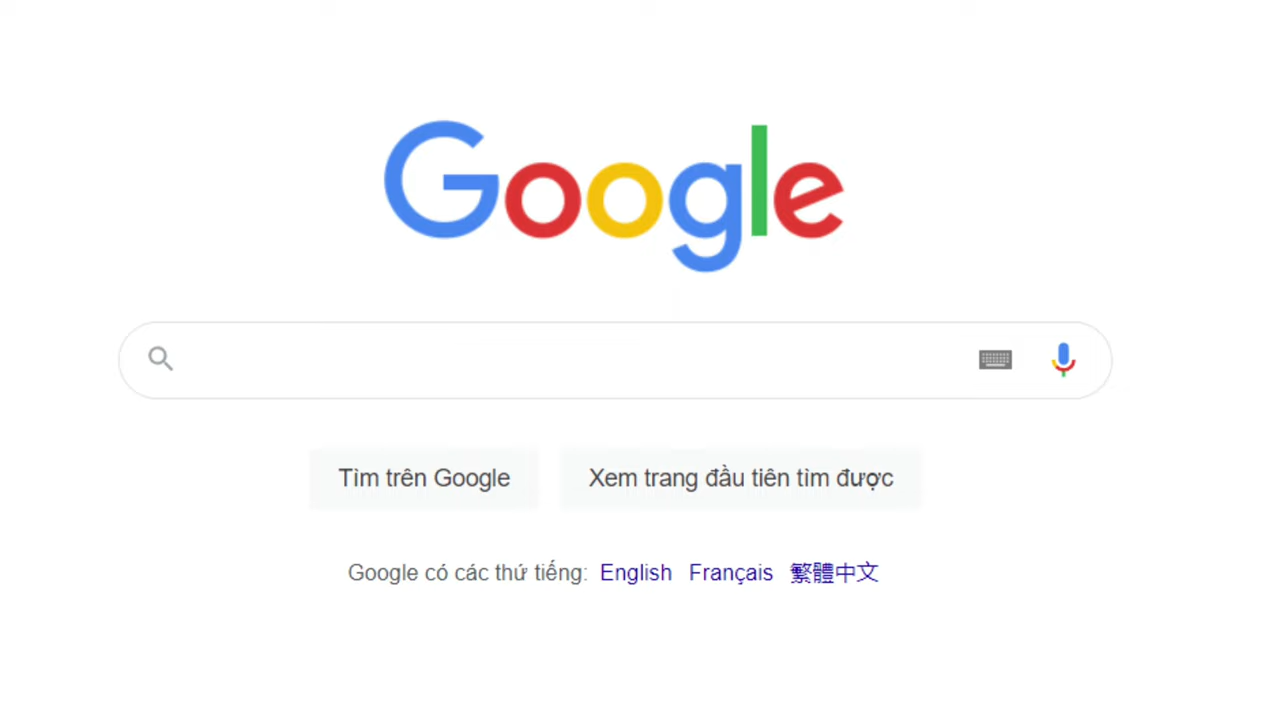 Google
Tìm trên Google Xem trang đầu tiên tìm được
Google có các thứ tiếng: English Français 繁體中文